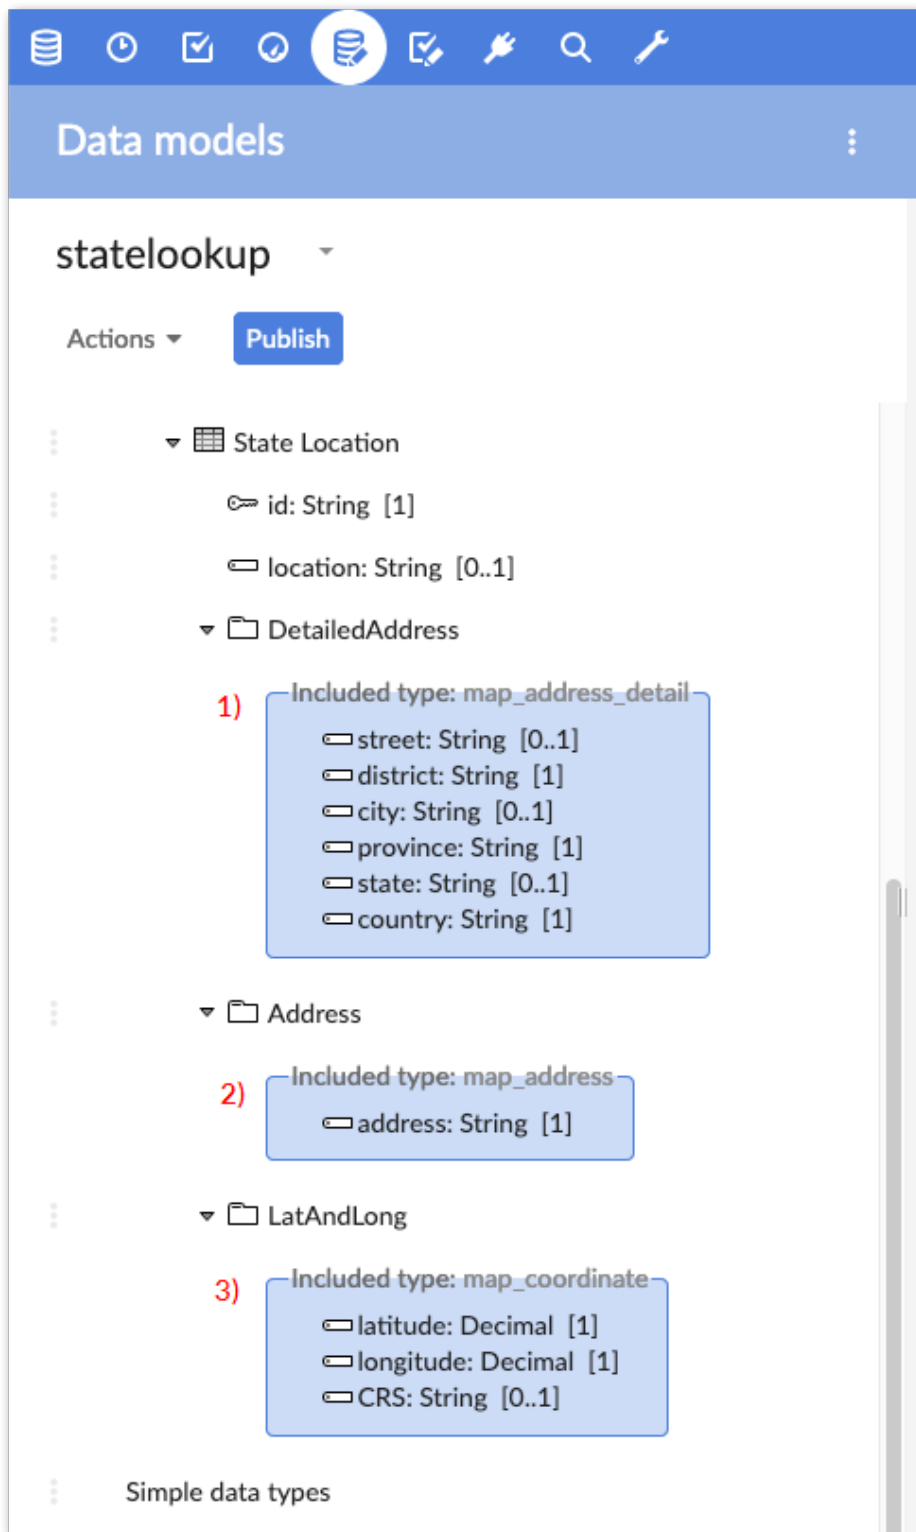 Data models
statelookup
Actions
Publish
State Location
id: String [1]
location: String [0..1]
DetailedAddress
1)
Included type: map_address_detail
street: String [0..1]
district: String [1]
city: String [0..1]
province: String [1]
state: String [0..1]
country: String [1]
Address
2)
Included type: map_address
address: String [1]
LatAndLong
3)
Included type: map_coordinate
latitude: Decimal [1]
longitude: Decimal [1]
CRS: String [0..1]
Simple data types